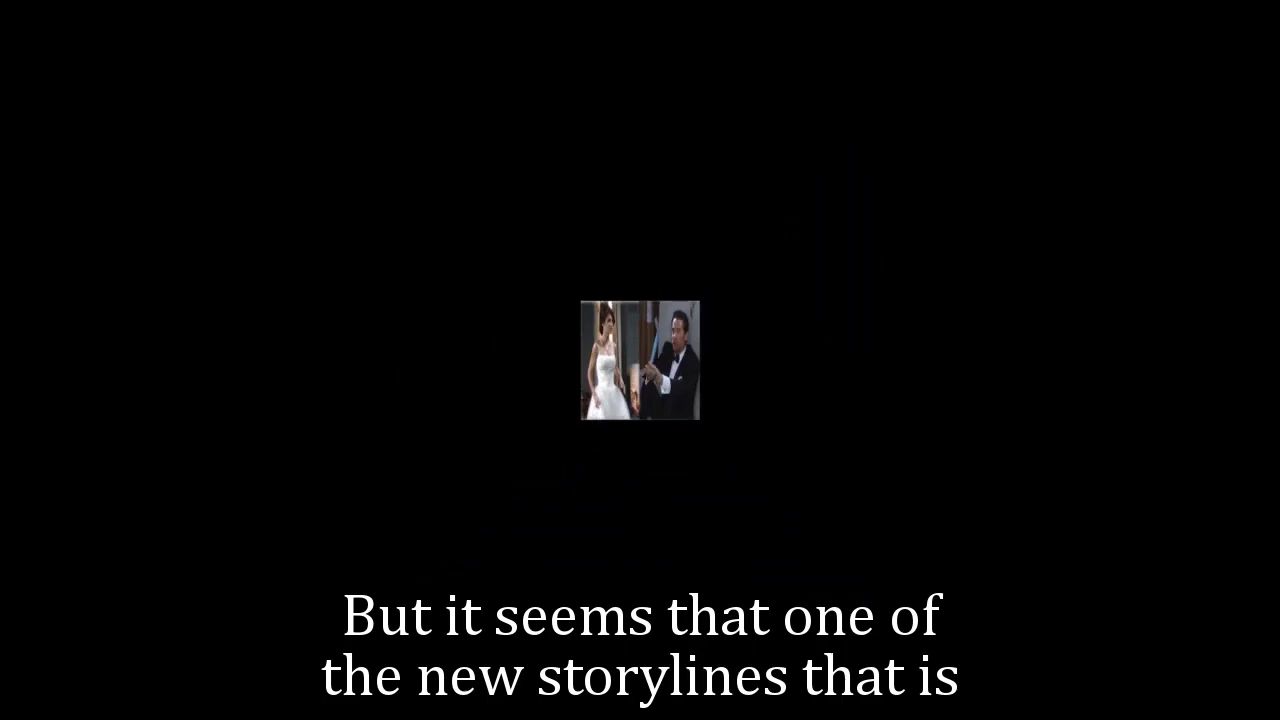 But it seems that one of
the new storylines that is